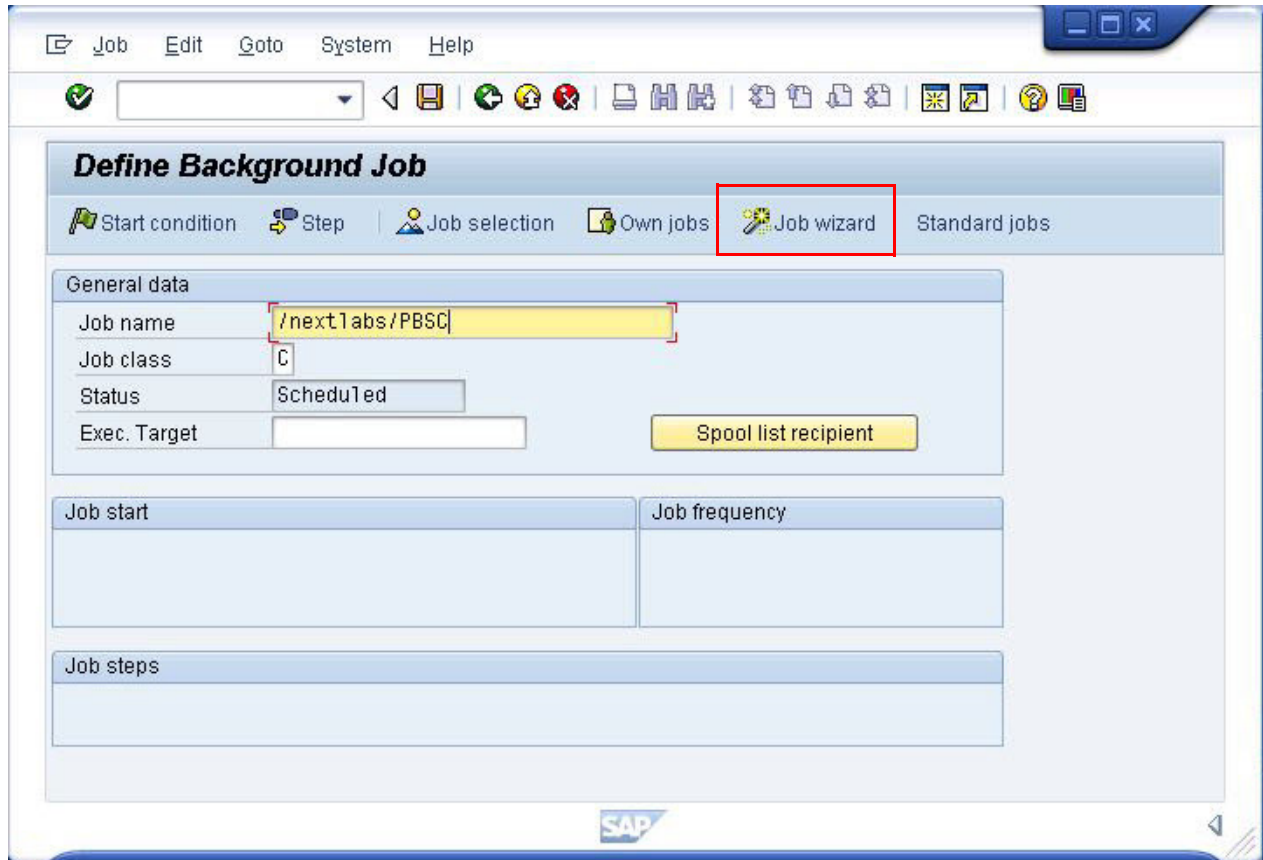 Job Edit Goto System Help
Define Background Job
Start condition Step Job selection Own jobs Job wizard Standard jobs
General data
Job name /nextlabs/PBSC
Job class C
Status Scheduled
Exec. Target Spool list recipient
Job start Job frequency
Job steps
SAP